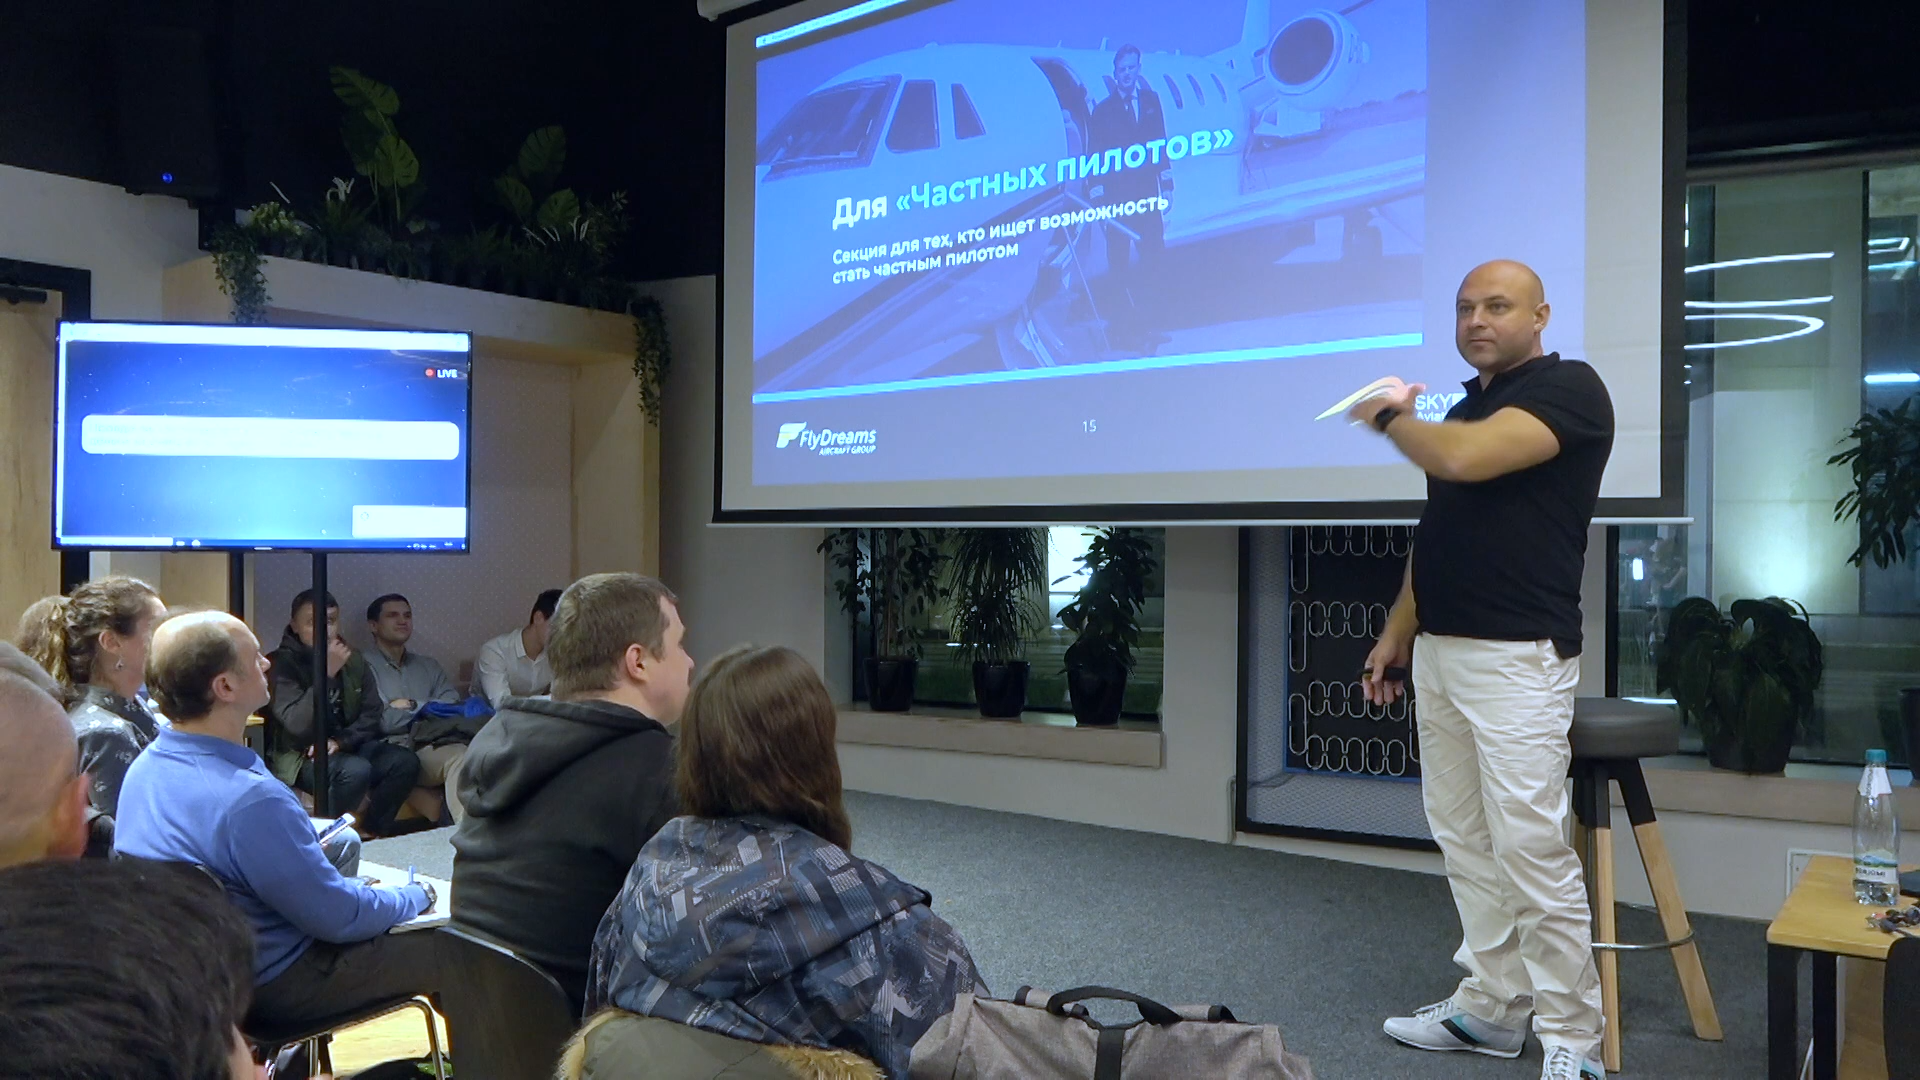 Для «Частных пилотов»
Секция для тех, кто ищет возможность
стать частным пилотом
FlyDreams
AIRCRAFT GROUP
15
SKY
Aviat
LIVE
BORJOMI